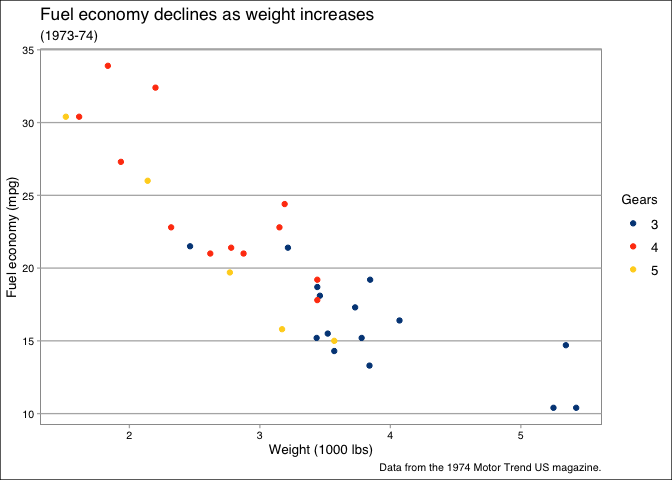 Fuel economy declines as weight increases
(1973-74)
35
30
25
20
15
10
Fuel economy (mpg)
2
3
4
5
Weight (1000 lbs)
Gears
3
4
5
Data from the 1974 Motor Trend US magazine.